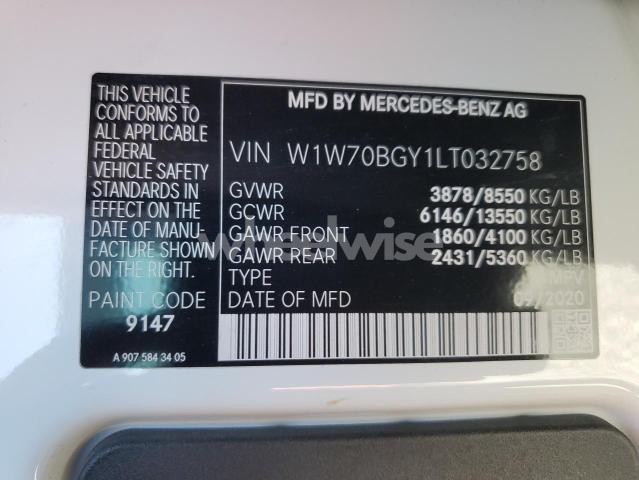 THIS VEHICLE
CONFORMS TO
ALL APPLICABLE
FEDERAL
VEHICLE SAFETY
STANDARDS IN
EFFECT ON THE
DATE OF MANU-
FACTURE SHOWN
ON THE RIGHT.
PAINT CODE
9147
A 907 584 34 05
MFD BY MERCEDES-BENZ AG
VIN W1W70BGY1LT032758
GVWR 3878/8550 KG/LB
GCWR 6146/13550 KG/LB
GAWR FRONT 1860/4100 KG/LB
GAWR REAR 2431/5360 KG/LB
TYPE MPV
DATE OF MFD 09/2020